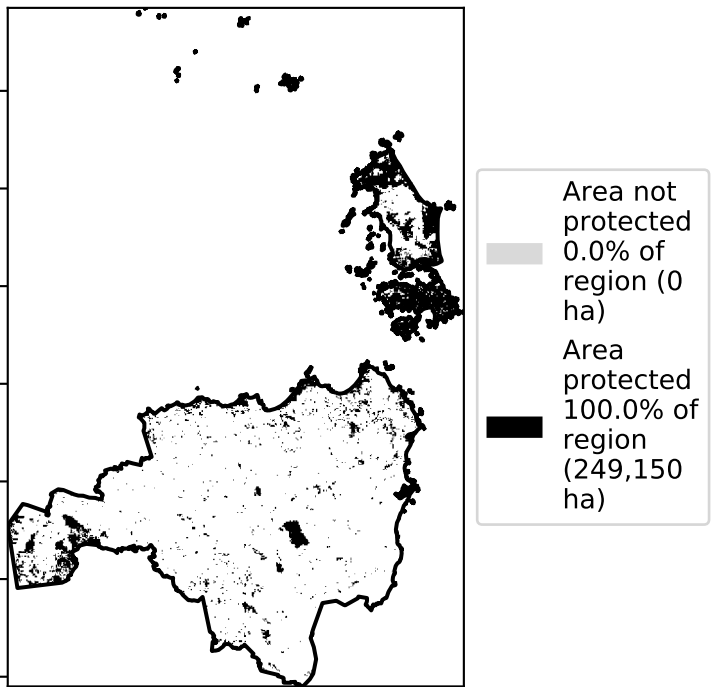 Area not
protected
0.0% of
region (0
ha)
Area
protected
100.0% of
region
(249,150
ha)